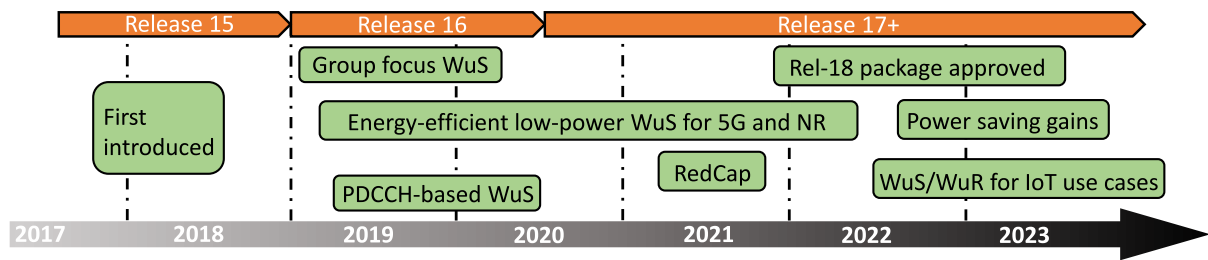 Release 15
Release 16
Release 17+
Group focus WuS
Rel-18 package approved
First
introduced
Energy-efficient low-power WuS for 5G and NR
Power saving gains
RedCap
PDCCH-based WuS
WuS/WuR for IoT use cases
2017
2018
2019
2020
2021
2022
2023